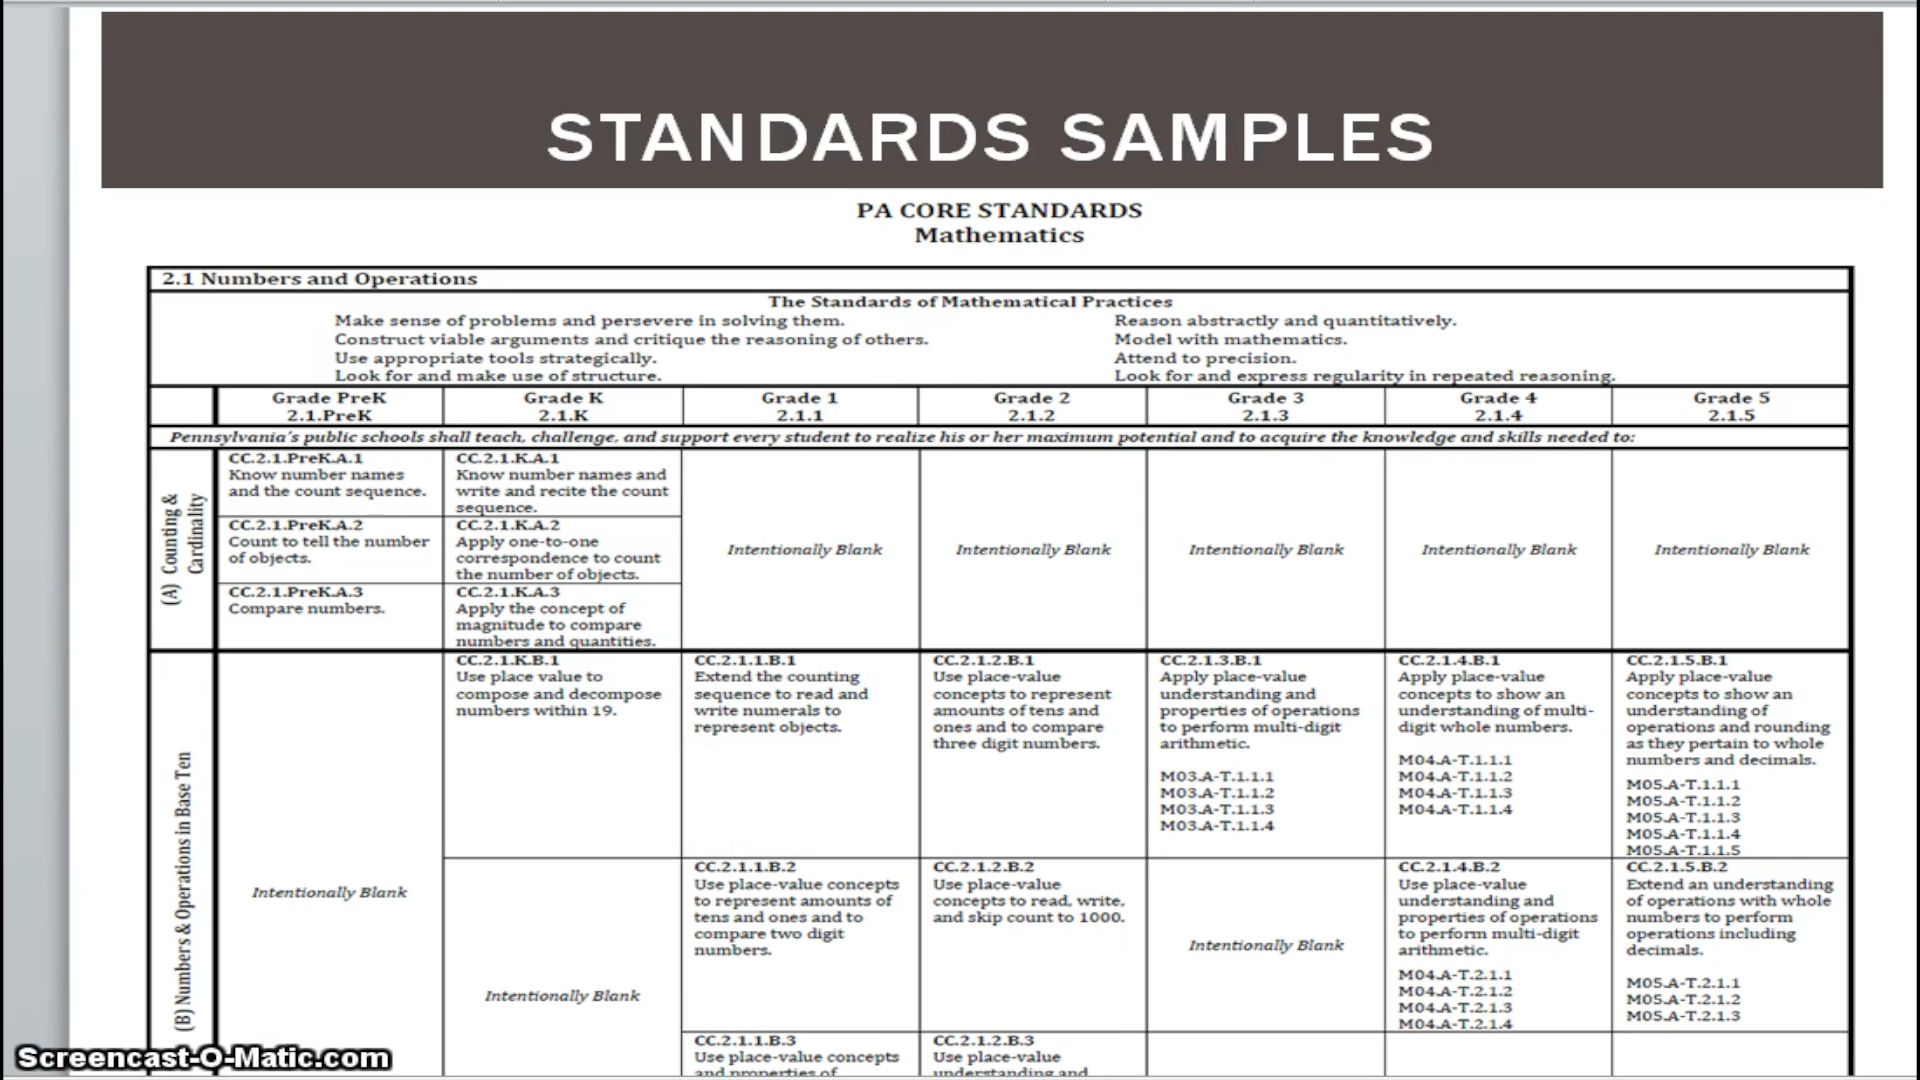 STANDARDS SAMPLES
PA CORE STANDARDS
Mathematics
2.1 Numbers and Operations
The Standards of Mathematical Practices
Make sense of problems and persevere in solving them.
Reason abstractly and quantitatively.
Construct viable arguments and critique the reasoning of others.
Model with mathematics.
Use appropriate tools strategically.
Attend to precision.
Look for and make use of structure.
Look for and express regularity in repeated reasoning.
Grade PreK
2.1.PreK
Grade K
2.1.K
Grade 1
2.1.1
Grade 2
2.1.2
Grade 3
2.1.3
Grade 4
2.1.4
Grade 5
2.1.5
Pennsylvania's public schools shall teach, challenge, and support every student to realize his or her maximum potential and to acquire the knowledge and skills needed to:
(A) Counting &
Cardinality
CC.2.1.PreK.A.1
Know number names
and the count sequence.
CC.2.1.K.A.1
Know number names and
write and recite the count
sequence.
Intentionally Blank
Intentionally Blank
Intentionally Blank
Intentionally Blank
Intentionally Blank
CC.2.1.PreK.A.2
Count to tell the number
of objects.
CC.2.1.K.A.2
Apply one-to-one
correspondence to count
the number of objects.
CC.2.1.PreK.A.3
Compare numbers.
CC.2.1.K.A.3
Apply the concept of
magnitude to compare
numbers and quantities.
(B) Numbers & Operations in Base Ten
Intentionally Blank
CC.2.1.K.B.1
Use place value to
compose and decompose
numbers within 19.
CC.2.1.1.B.1
Extend the counting
sequence to read and
write numerals to
represent objects.
CC.2.1.2.B.1
Use place-value
concepts to represent
amounts of tens and
ones and to compare
three digit numbers.
CC.2.1.3.B.1
Apply place-value
understanding and
properties of operations
to perform multi-digit
arithmetic.
M03.A-T.1.1.1
M03.A-T.1.1.2
M03.A-T.1.1.3
M03.A-T.1.1.4
CC.2.1.4.B.1
Apply place-value
concepts to show an
understanding of multi-
digit whole numbers.
M04.A-T.1.1.1
M04.A-T.1.1.2
M04.A-T.1.1.3
M04.A-T.1.1.4
CC.2.1.5.B.1
Apply place-value
concepts to show an
understanding of
operations and rounding
as they pertain to whole
numbers and decimals.
M05.A-T.1.1.1
M05.A-T.1.1.2
M05.A-T.1.1.3
M05.A-T.1.1.4
M05.A-T.1.1.5
Intentionally Blank
CC.2.1.1.B.2
Use place-value concepts
to represent amounts of
tens and ones and to
compare two digit
numbers.
CC.2.1.2.B.2
Use place-value
concepts to read, write,
and skip count to 1000.
Intentionally Blank
CC.2.1.4.B.2
Use place-value
understanding and
properties of operations
to perform multi-digit
arithmetic.
M04.A-T.2.1.1
M04.A-T.2.1.2
M04.A-T.2.1.3
M04.A-T.2.1.4
CC.2.1.5.B.2
Extend an understanding
of operations with whole
numbers to perform
operations including
decimals.
M05.A-T.2.1.1
M05.A-T.2.1.2
M05.A-T.2.1.3
CC.2.1.1.B.3
Use place-value concepts
and properties of
CC.2.1.2.B.3
Use place-value
understanding and
Screencast-O-Matic.com